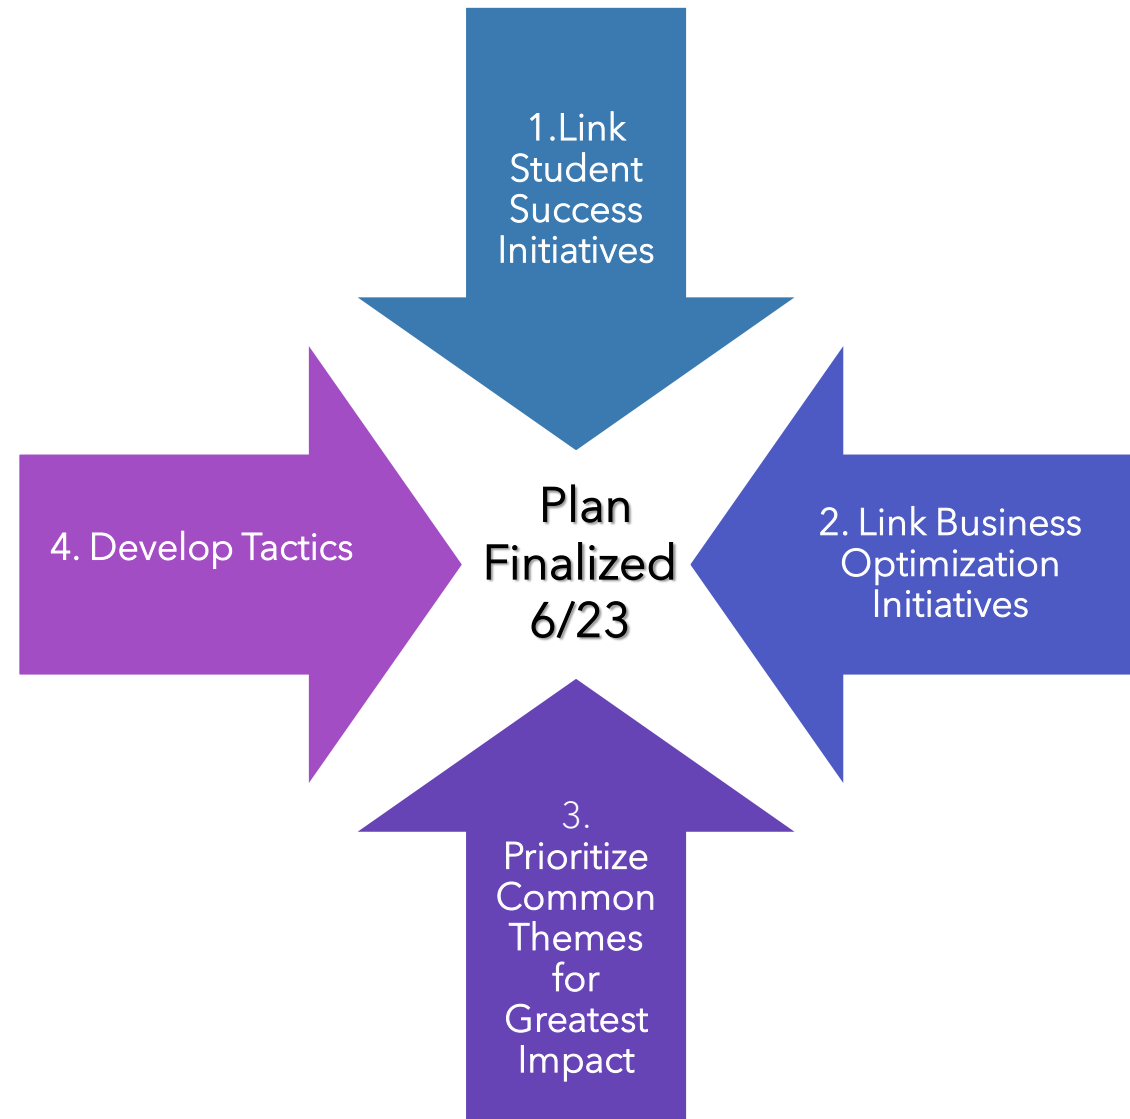 1.Link
Student
Success
Initiatives
2. Link Business
Optimization
Initiatives
3.
Prioritize
Common
Themes
for
Greatest
Impact
4. Develop Tactics
Plan
Finalized
6/23